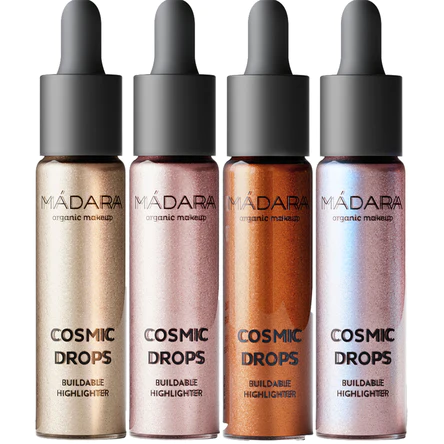 MÁDARA
organic makeup
COSMIC
DROPS
BUILDABLE
HIGHLIGHTER
MÁDARA
organic makeup
COSMIC
DROPS
BUILDABLE
HIGHLIGHTER
MÁDARA
organic makeup
COSMIC
DROPS
BUILDABLE
HIGHLIGHTER
MÁDARA
organic makeup
COSMIC
DROPS
BUILDABLE
HIGHLIGHTER